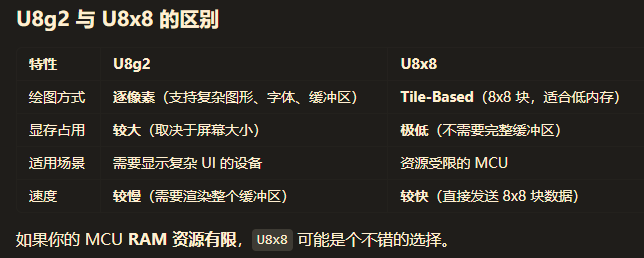 U8g2 与 U8x8 的区别
特性 U8g2 U8x8
绘图方式 逐像素（支持复杂图形、字体、缓冲区） Tile-Based（8x8 块，适合低内存）
显存占用 较大（取决于屏幕大小） 极低（不需要完整缓冲区）
适用场景 需要显示复杂 UI 的设备 资源受限的 MCU
速度 较慢（需要渲染整个缓冲区） 较快（直接发送 8x8 块数据）
如果你的 MCU RAM 资源有限，U8x8 可能是个不错的选择。